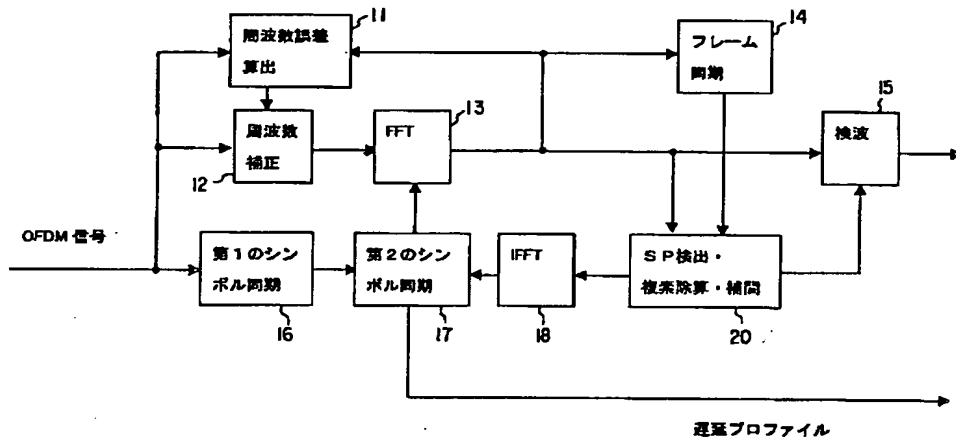 11
周波数誤差
算出
14
フレーム
同期
15
検波
13
FFT
周波数
補正
12
OFDM 信号
第1のシン
ボル同期
16
第2のシン
ボル同期
17
IFFT
18
SP検出・
複素除算・補間
20
遅延プロファイル